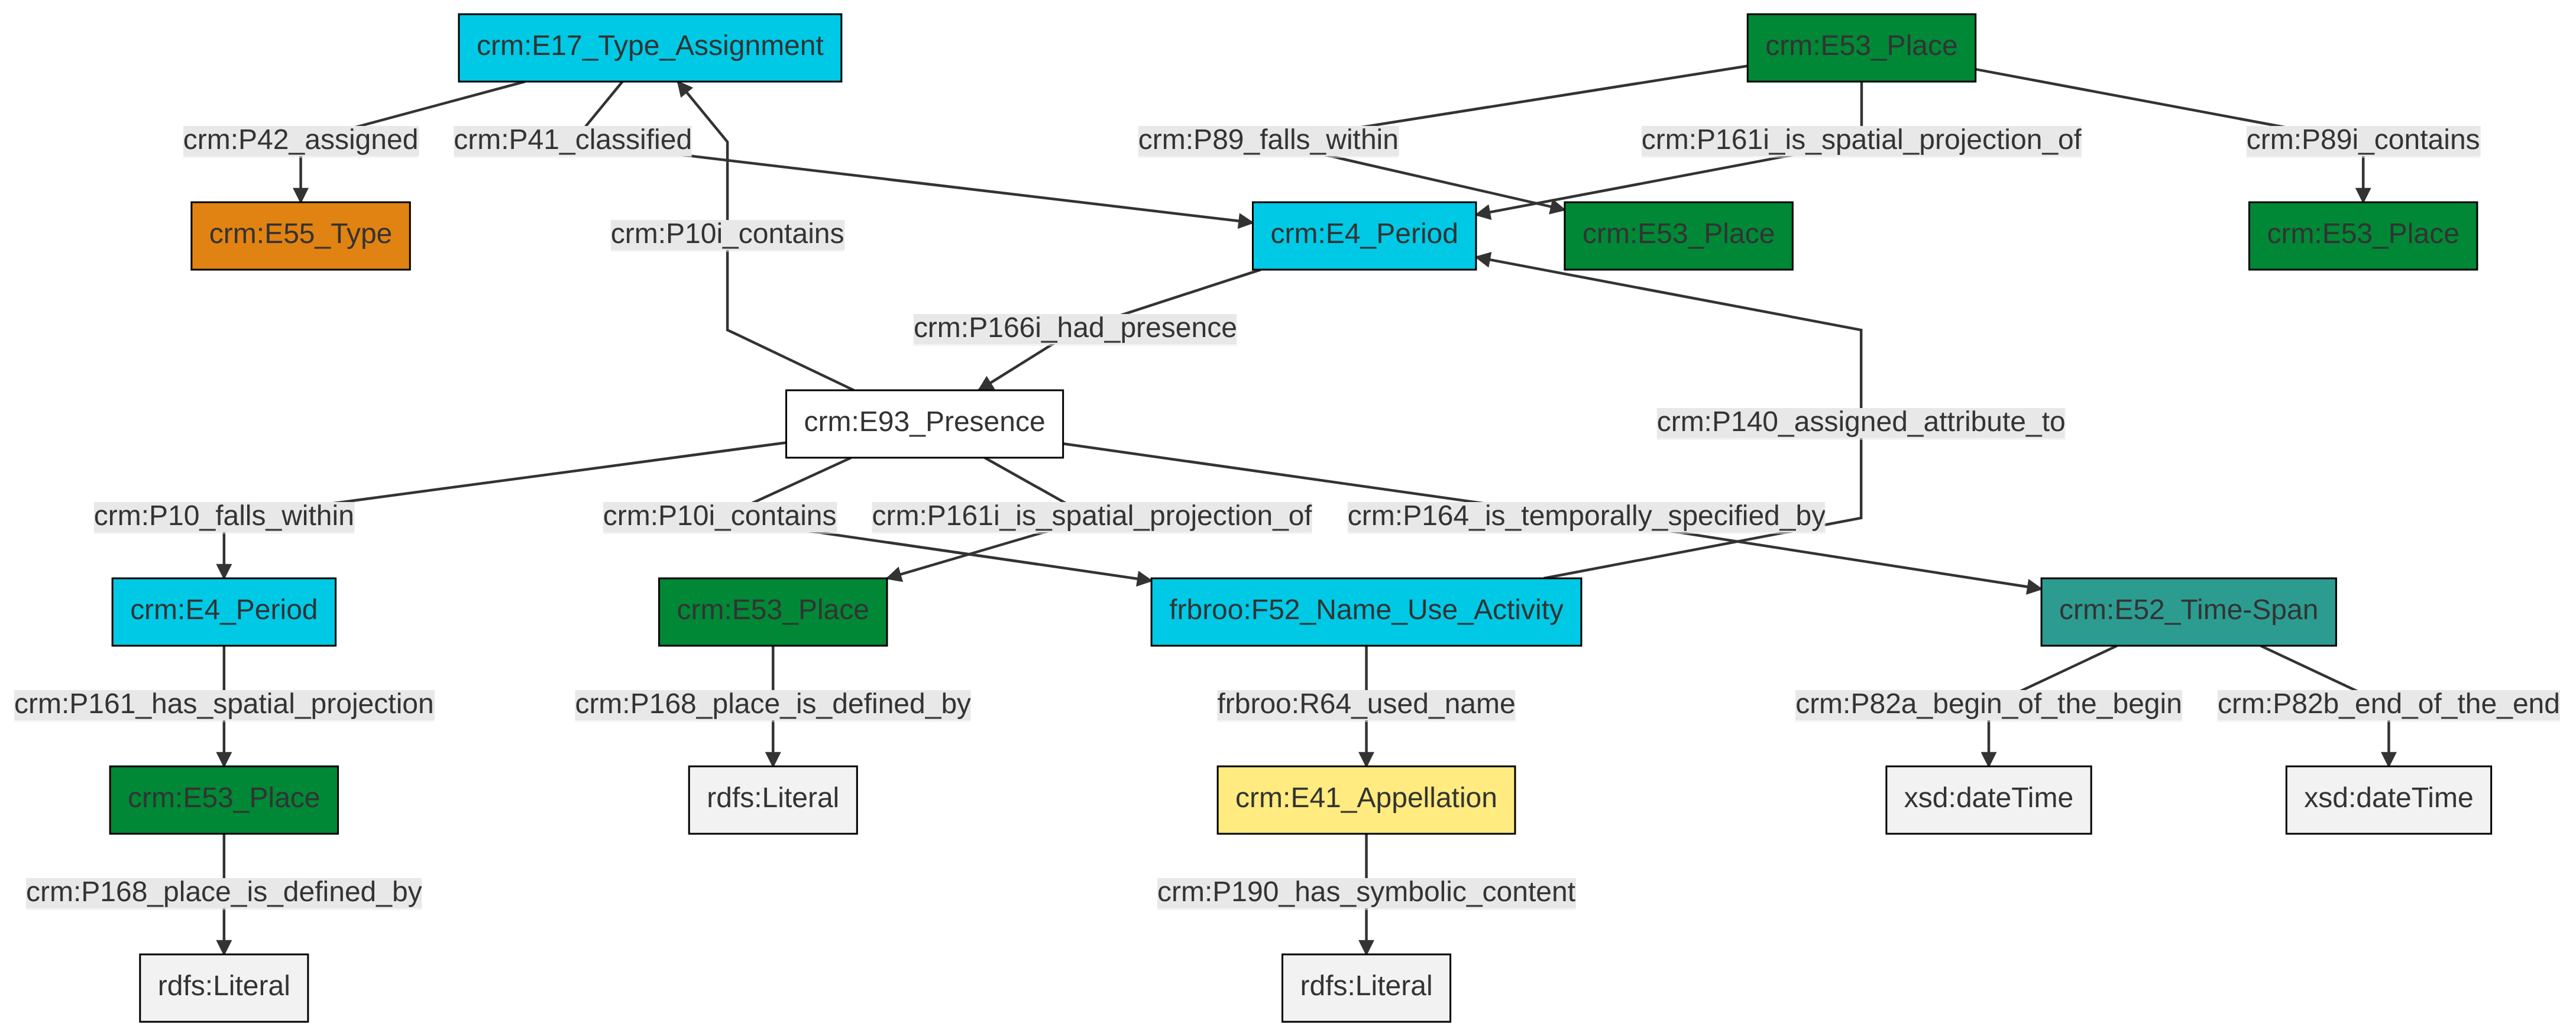 crm:E17_Type_Assignment
crm:E53_Place
crm:P42_assigned
crm:P41_classified
crm:P89_falls_within
crm:P161i_is_spatial_projection_of
crm:P89i_contains
crm:E55_Type
crm:P10i_contains
crm:E4_Period
crm:E53_Place
crm:E53_Place
crm:P166i_had_presence
crm:E93_Presence
crm:P140_assigned_attribute_to
crm:P10_falls_within
crm:P10i_contains
crm:P161i_is_spatial_projection_of
crm:P164_is_temporally_specified_by
crm:E4_Period
crm:E53_Place
frbroo:F52_Name_Use_Activity
crm:E52_Time-Span
crm:P161_has_spatial_projection
crm:P168_place_is_defined_by
frbroo:R64_used_name
crm:P82a_begin_of_the_begin
crm:P82b_end_of_the_end
crm:E53_Place
rdfs:Literal
crm:E41_Appellation
xsd:dateTime
xsd:dateTime
crm:P168_place_is_defined_by
crm:P190_has_symbolic_content
rdfs:Literal
rdfs:Literal